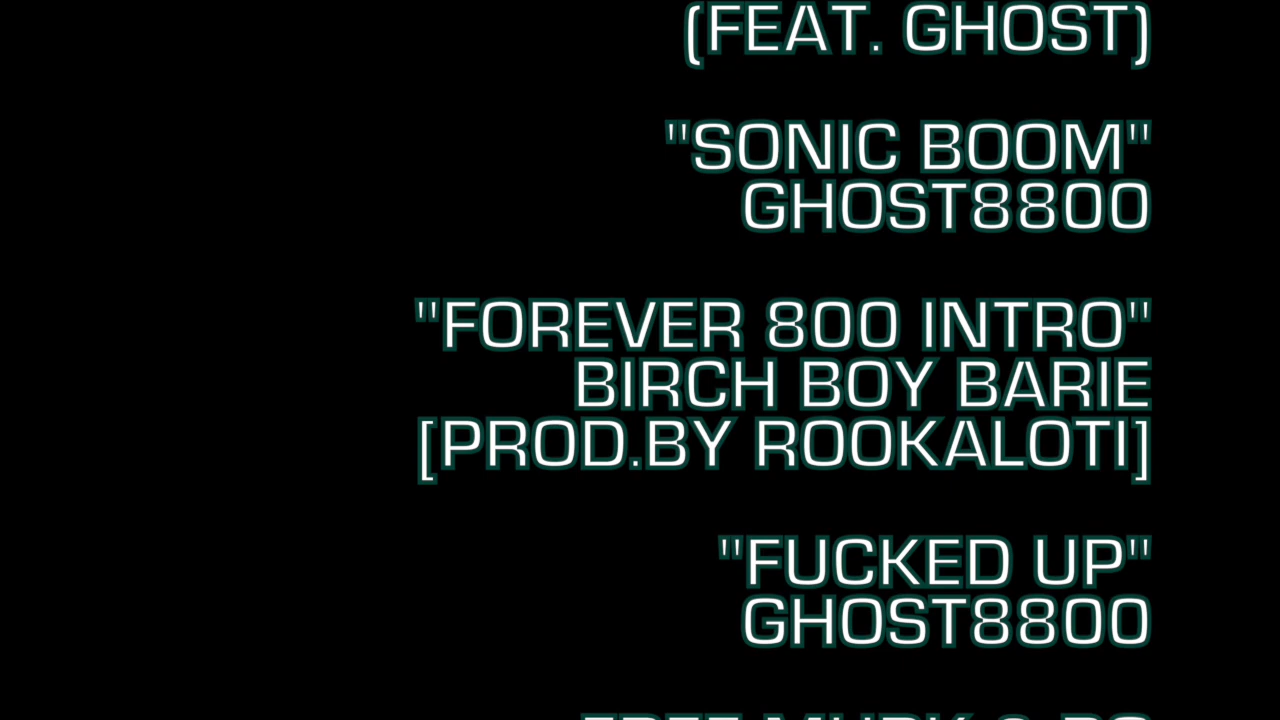 (FEAT. GHOST)
"SONIC BOOM"
GHOST8800
"FOREVER 800 INTRO"
BIRCH BOY BARIE
[PROD.BY ROOKALOTI]
"FUCKED UP"
GHOST8800